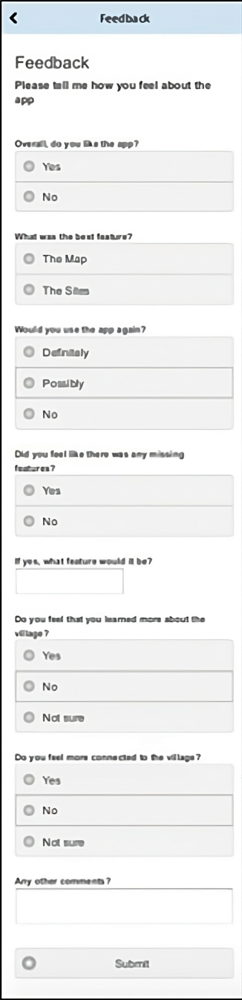 Feedback
Feedback
Please tell me how you feel about the
app
Overall, do you like the app?
Yes
No
What was the best feature?
The Map
The Sites
Would you use the app again?
Definitely
Possibly
No
Did you feel like there was any missing
features?
Yes
No
If yes, what feature would it be?
Do you feel that you learned more about the
village?
Yes
No
Not sure
Do you feel more connected to the village?
Yes
No
Not sure
Any other comments?
Submit